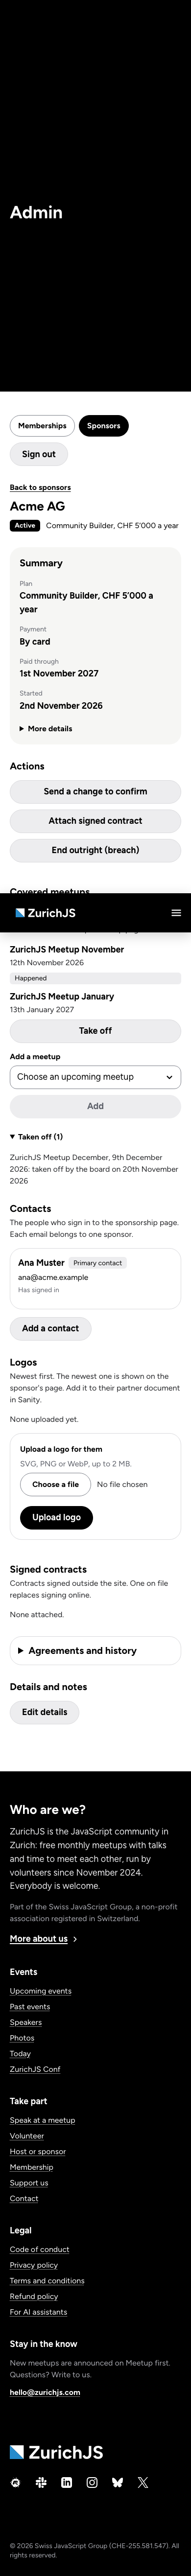 Admin
Memberships
Sponsors
Sign out
Back to sponsors
Acme AG
Active
Community Builder, CHF 5'000 a year
Summary
Plan
Community Builder, CHF 5'000 a
year
Payment
By card
Paid through
1st November 2027
Started
2nd November 2026
More details
Actions
Send a change to confirm
Attach signed contract
End outright (breach)
Covered meetups
ZurichJS
ZurichJS Meetup November
12th November 2026
Happened
ZurichJS Meetup January
13th January 2027
Take off
Add a meetup
Choose an upcoming meetup
Add
Taken off (1)
ZurichJS Meetup December, 9th December
2026: taken off by the board on 20th November
2026
Contacts
The people who sign in to the sponsorship page.
Each email belongs to one sponsor.
Ana Muster
Primary contact
ana@acme.example
Has signed in
Add a contact
Logos
Newest first. The newest one is shown on the
sponsor's page. Add it to their partner document
in Sanity.
None uploaded yet.
Upload a logo for them
SVG, PNG or WebP, up to 2 MB.
Choose a file
No file chosen
Upload logo
Signed contracts
Contracts signed outside the site. One on file
replaces signing online.
None attached.
Agreements and history
Details and notes
Edit details
Who are we?
ZurichJS is the JavaScript community in
Zurich: free monthly meetups with talks
and time to meet each other, run by
volunteers since November 2024.
Everybody is welcome.
Part of the Swiss JavaScript Group, a non-profit
association registered in Switzerland.
More about us
Events
Upcoming events
Past events
Speakers
Photos
Today
ZurichJS Conf
Take part
Speak at a meetup
Volunteer
Host or sponsor
Membership
Support us
Contact
Legal
Code of conduct
Privacy policy
Terms and conditions
Refund policy
For AI assistants
Stay in the know
New meetups are announced on Meetup first.
Questions? Write to us.
hello@zurichjs.com
ZurichJS
© 2026 Swiss JavaScript Group (CHE-255.581.547). All
rights reserved.